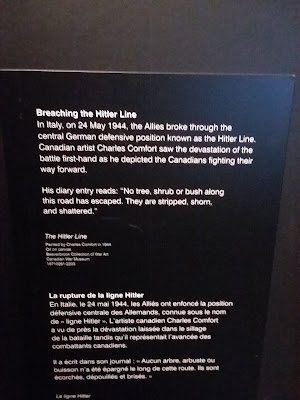 Breaching the Hitler Line
In Italy, on 24 May 1944, the Allies broke through the
central German defensive position known as the Hitler Line.
Canadian artist Charles Comfort saw the devastation of the
battle first-hand as he depicted the Canadians fighting their
way forward.
His diary entry reads: "No tree, shrub or bush along
this road has escaped. They are stripped, shorn,
and shattered."
The Hitler Line
Painted by Charles Comfort in 1944
Oil on canvas
Beaverbrook Collection of War Art
Canadian War Museum
19710261-2203
La rupture de la ligne Hitler
En Italie, le 24 mai 1944, les Alliés ont enfoncé la position
défensive centrale des Allemands, connue sous le nom
de « ligne Hitler ». L'artiste canadien Charles Comfort
a vu de près la dévastation laissée dans le sillage
de la bataille tandis qu'il représentait l'avancée des
combattants canadiens.
Il a écrit dans son journal : « Aucun arbre, arbuste ou
buisson n'a été épargné le long de cette route. Ils sont
écorchés, dépouillés et brisés. »
La ligne Hitler